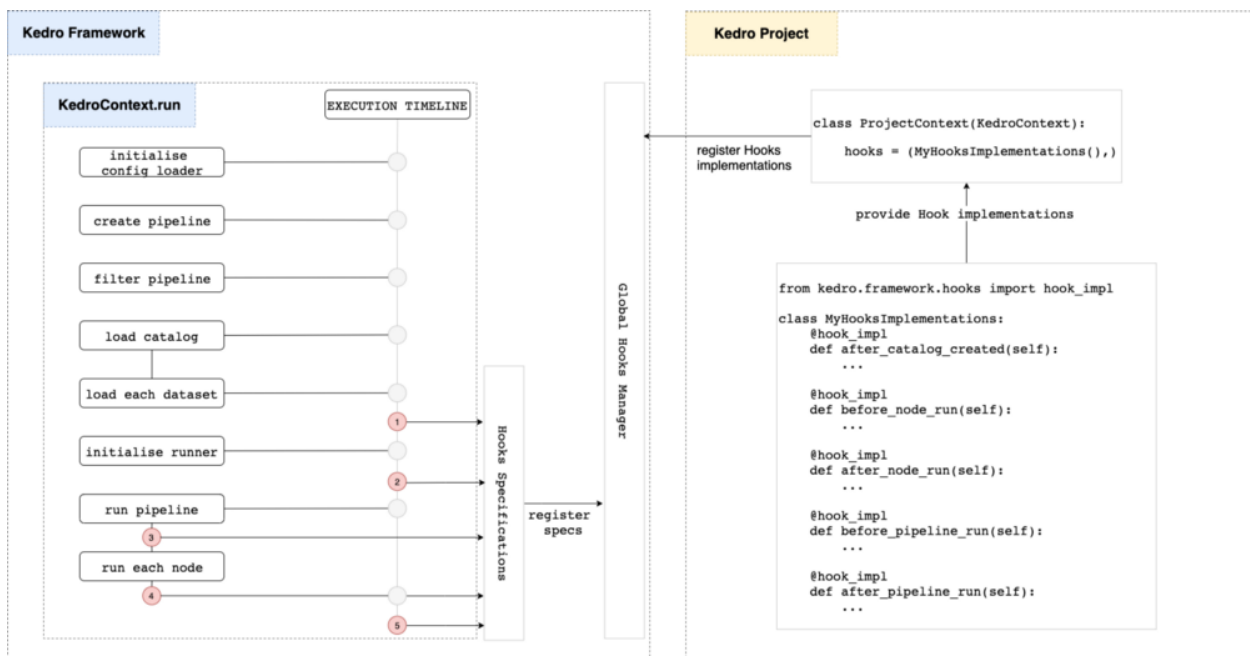 Kedro Framework
KedroContext.run
EXECUTION TIMELINE
initialise
config loader
create pipeline
filter pipeline
load catalog
load each dataset
1
initialise runner
2
run pipeline
3
run each node
4
5
Hooks Specifications
register
specs
Global Hooks Manager
Kedro Project
register Hooks
implementations
class ProjectContext(KedroContext):
hooks = (MyHooksImplementations(),)
provide Hook implementations
from kedro.framework.hooks import hook_impl
class MyHooksImplementations:
@hook_impl
def after_catalog_created(self):
...
@hook_impl
def before_node_run(self):
...
@hook_impl
def after_node_run(self):
...
@hook_impl
def before_pipeline_run(self):
...
@hook_impl
def after_pipeline_run(self):
...